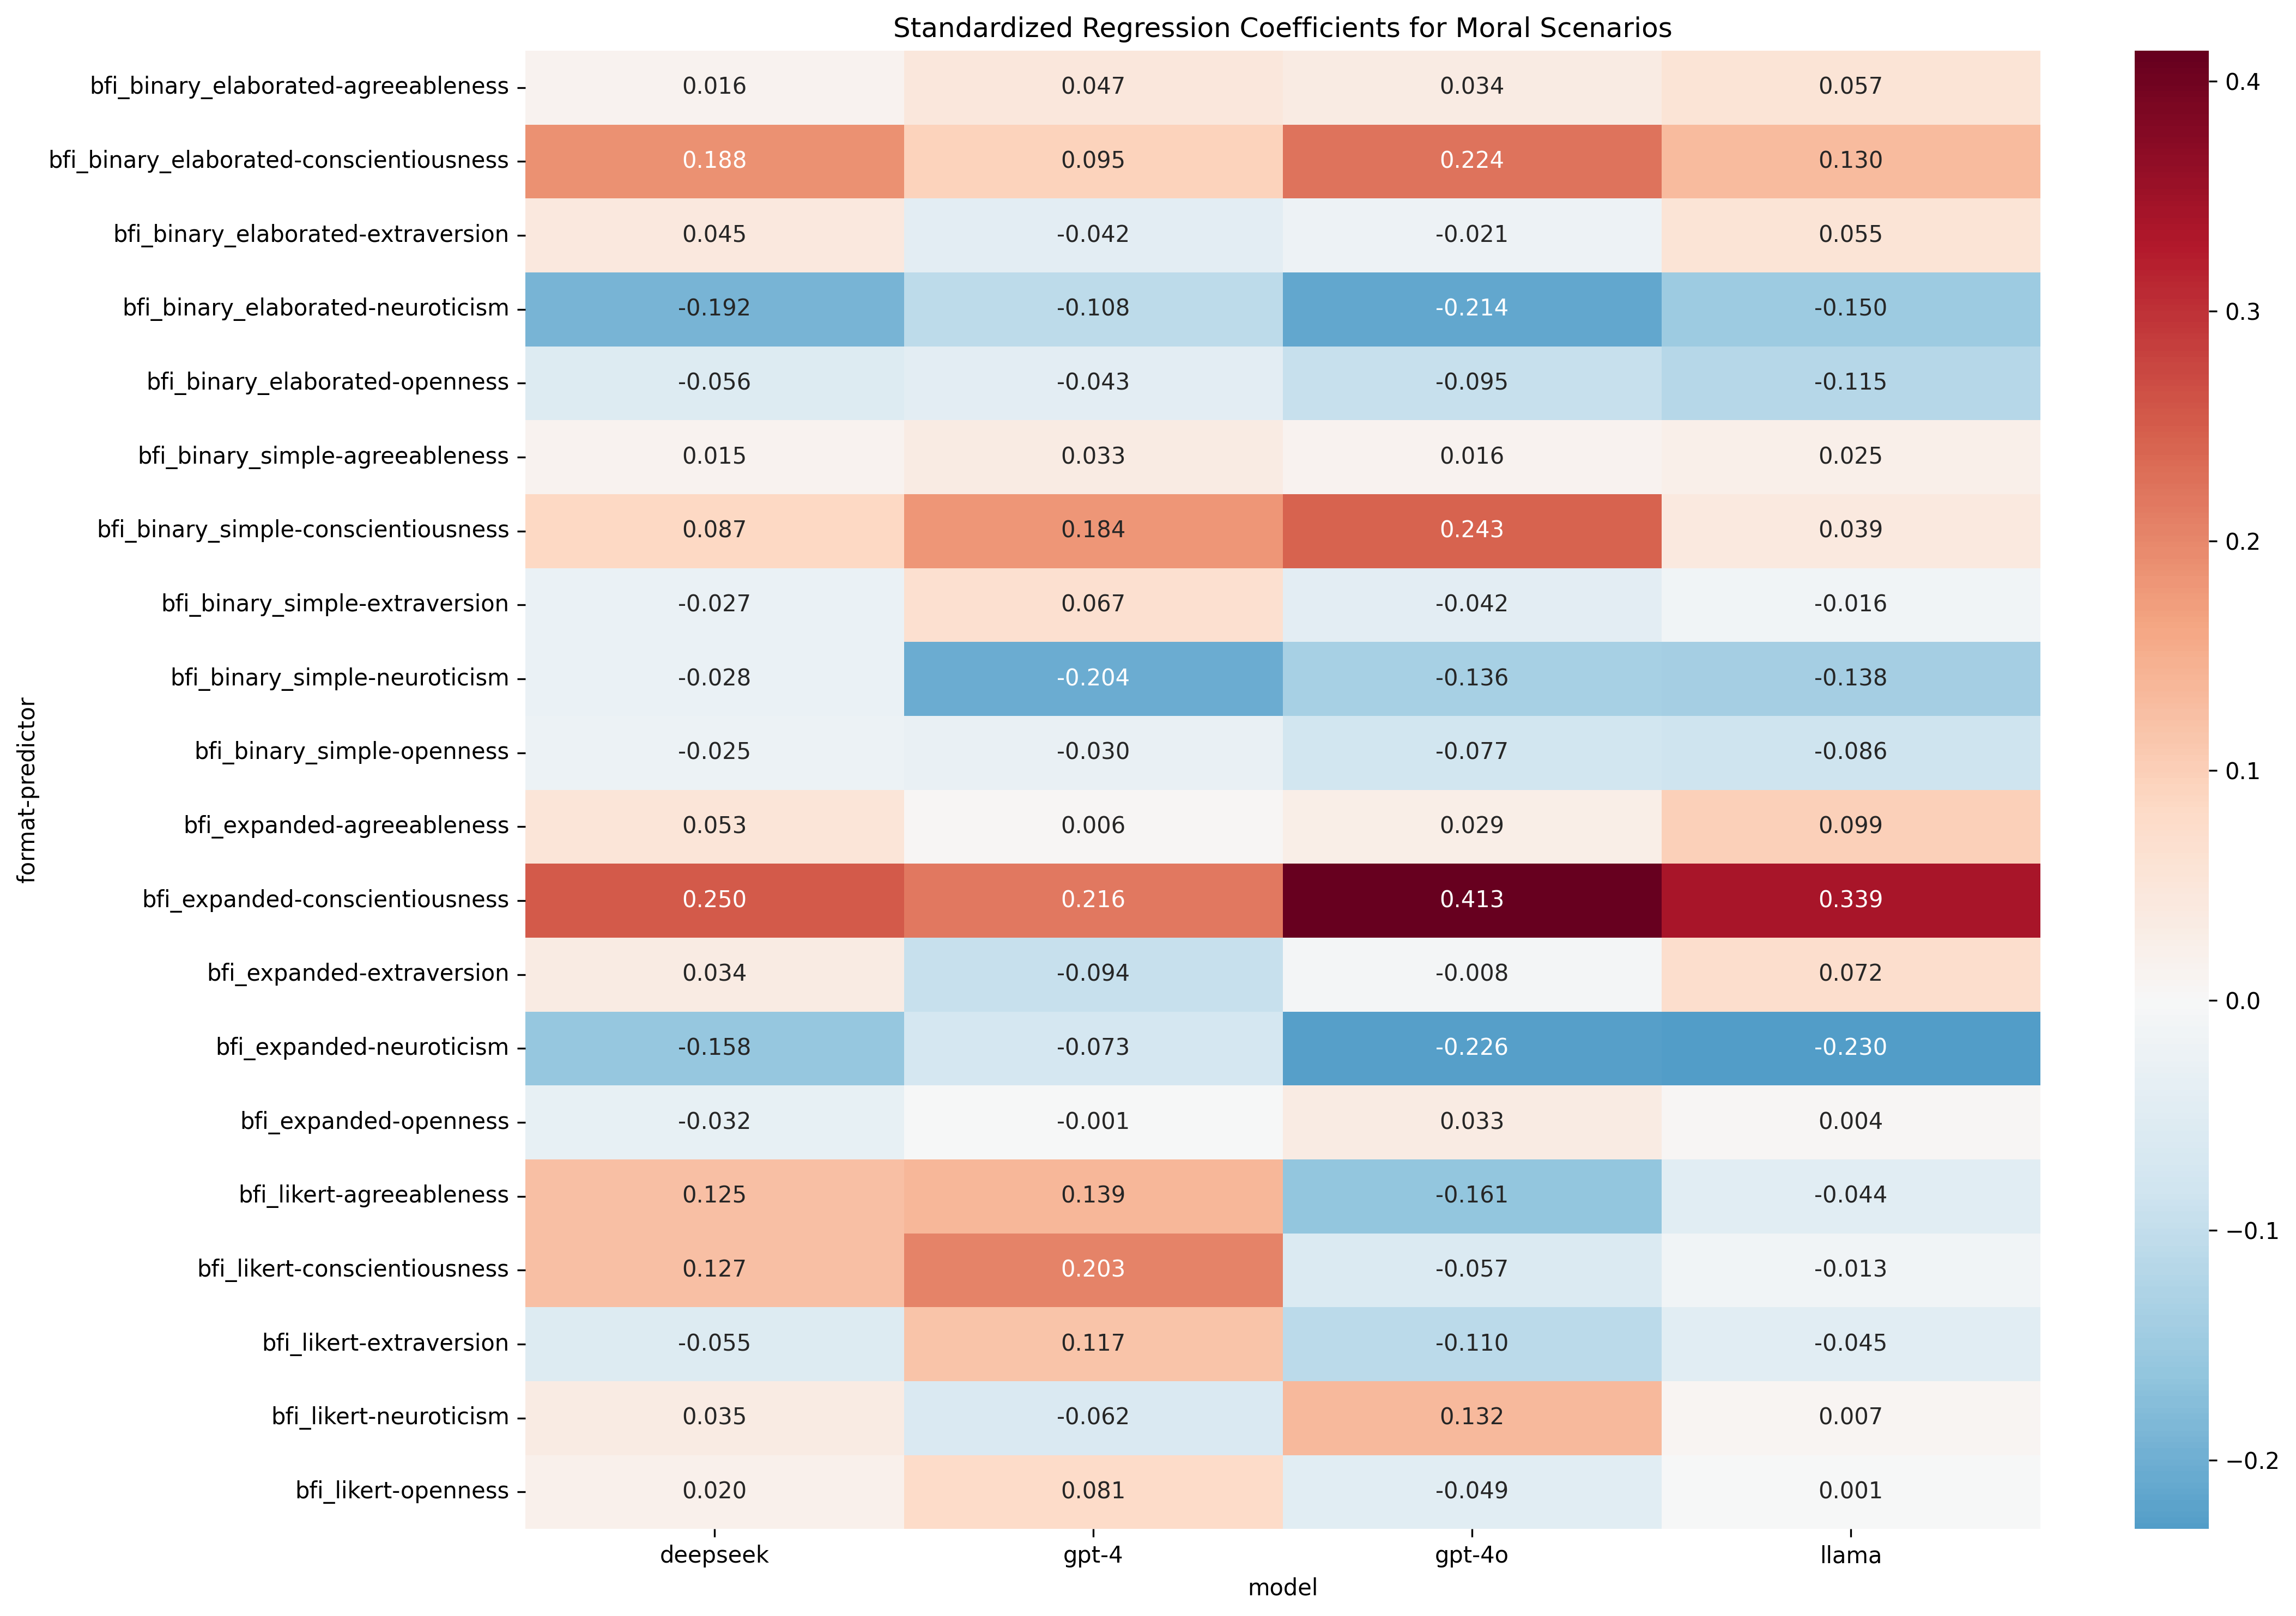 Standardized Regression Coefficients for Moral Scenarios
format-predictor
bfi_binary_elaborated-agreeableness 0.016 0.047 0.034 0.057
bfi_binary_elaborated-conscientiousness 0.188 0.095 0.224 0.130
bfi_binary_elaborated-extraversion 0.045 -0.042 -0.021 0.055
bfi_binary_elaborated-neuroticism -0.192 -0.108 -0.214 -0.150
bfi_binary_elaborated-openness -0.056 -0.043 -0.095 -0.115
bfi_binary_simple-agreeableness 0.015 0.033 0.016 0.025
bfi_binary_simple-conscientiousness 0.087 0.184 0.243 0.039
bfi_binary_simple-extraversion -0.027 0.067 -0.042 -0.016
bfi_binary_simple-neuroticism -0.028 -0.204 -0.136 -0.138
bfi_binary_simple-openness -0.025 -0.030 -0.077 -0.086
bfi_expanded-agreeableness 0.053 0.006 0.029 0.099
bfi_expanded-conscientiousness 0.250 0.216 0.413 0.339
bfi_expanded-extraversion 0.034 -0.094 -0.008 0.072
bfi_expanded-neuroticism -0.158 -0.073 -0.226 -0.230
bfi_expanded-openness -0.032 -0.001 0.033 0.004
bfi_likert-agreeableness 0.125 0.139 -0.161 -0.044
bfi_likert-conscientiousness 0.127 0.203 -0.057 -0.013
bfi_likert-extraversion -0.055 0.117 -0.110 -0.045
bfi_likert-neuroticism 0.035 -0.062 0.132 0.007
bfi_likert-openness 0.020 0.081 -0.049 0.001
deepseek gpt-4 gpt-4o llama
model
0.4
0.3
0.2
0.1
0.0
−0.1
−0.2